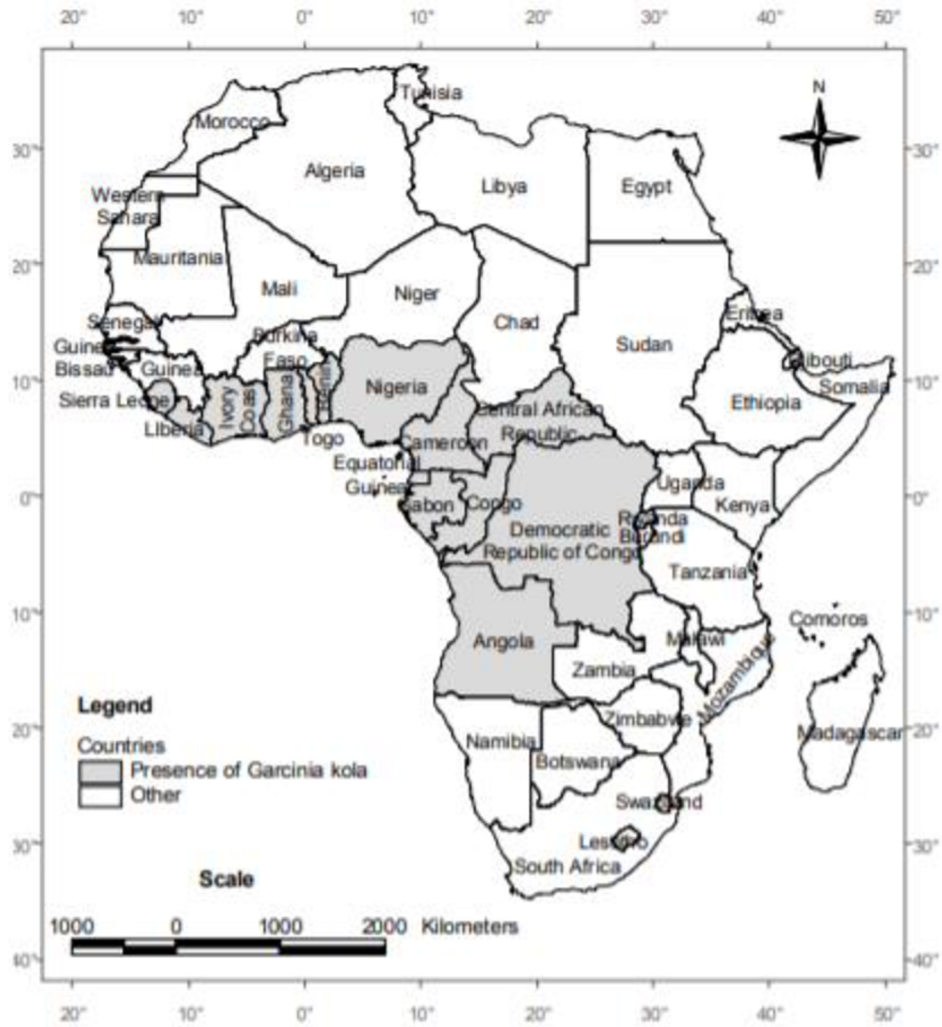 20° 10° 0° 10° 20° 30° 40° 50°
N
Tunisia
Morocco
30° 30°
Algeria
Libya
Egypt
Western
Sahara
Mauritania
20° 20°
Mali
Niger
Chad
Eritrea
Senegal
Burkina
Faso
Sudan
Guinea
Bissau
Guinea
Djibouti
10° 10°
Nigeria
Somalia
Sierra Leone
Ivory
Coast
Ghana
Benin
Ethiopia
Central African
Republic
Liberia
Togo
Cameroon
Equatorial
Guinea
Uganda
0° 0°
Gabon
Congo
Kenya
Democratic
Republic of Congo
Rwanda
Burundi
Tanzania
10° 10°
Comoros
Angola
Malawi
Zambia
Mozambique
Legend
20°
Zimbabwe
Namibia
Madagascar
Countries
Botswana
Presence of Garcinia kola
Other
Swaziland
30° 30°
Lesotho
South Africa
Scale
1000 0 1000 2000 Kilometers
40° 40°
20° 10° 0° 10° 20° 30° 40° 50°